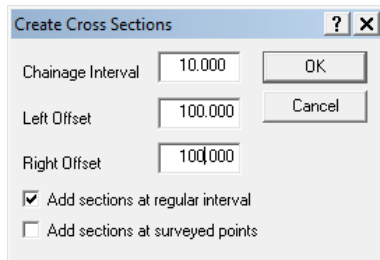 Create Cross Sections ? X
Chainage Interval 10.000 OK
Left Offset 100.000 Cancel
Right Offset 100.000
Add sections at regular interval
Add sections at surveyed points